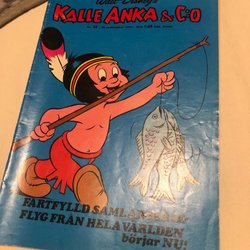 Walt Disney's
KALLE ANKA & C:O
FARTFYLLD SAMLARSERIE
FLYG FRÅN HELA VÄRLDEN
börjar NU!